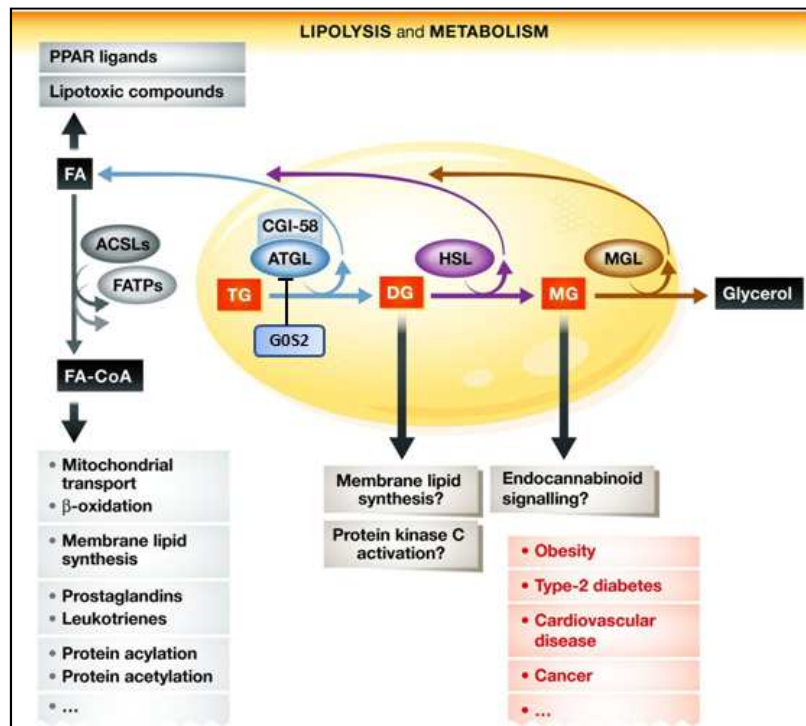 LIPOLYSIS and METABOLISM
PPAR ligands
Lipotoxic compounds
FA
ACSLs
FATPs
FA-CoA
• Mitochondrial
transport
• β-oxidation
• Membrane lipid
synthesis
• Prostaglandins
• Leukotrienes
• Protein acylation
• Protein acetylation
• ...
CGI-58
ATGL
TG
G0S2
DG
HSL
MG
MGL
Glycerol
Membrane lipid
synthesis?
Protein kinase C
activation?
Endocannabinoid
signalling?
• Obesity
• Type-2 diabetes
• Cardiovascular
disease
• Cancer
• ...